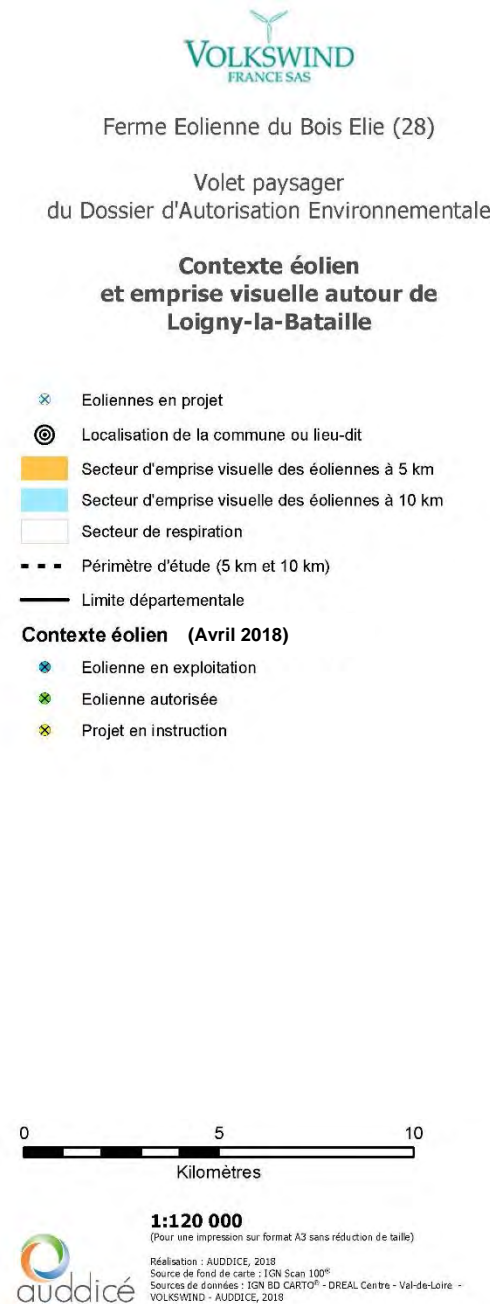 VOLKSWIND
FRANCE SAS
Ferme Eolienne du Bois Elie (28)
Volet paysager
du Dossier d'Autorisation Environnementale
Contexte éolien
et emprise visuelle autour de
Loigny-la-Bataille
Eoliennes en projet
Localisation de la commune ou lieu-dit
Secteur d'emprise visuelle des éoliennes à 5 km
Secteur d'emprise visuelle des éoliennes à 10 km
Secteur de respiration
Périmètre d'étude (5 km et 10 km)
Limite départementale
Contexte éolien (Avril 2018)
Eolienne en exploitation
Eolienne autorisée
Projet en instruction
0 5 10
Kilomètres
1:120 000
(Pour une impression sur format A3 sans réduction de taille)
Réalisation : AUDDICE, 2018
Source de fond de carte : IGN Scan 100®
Sources de données : IGN BD CARTO® - DREAL Centre - Val-de-Loire -
VOLKSWIND - AUDDICE, 2018
auddicé